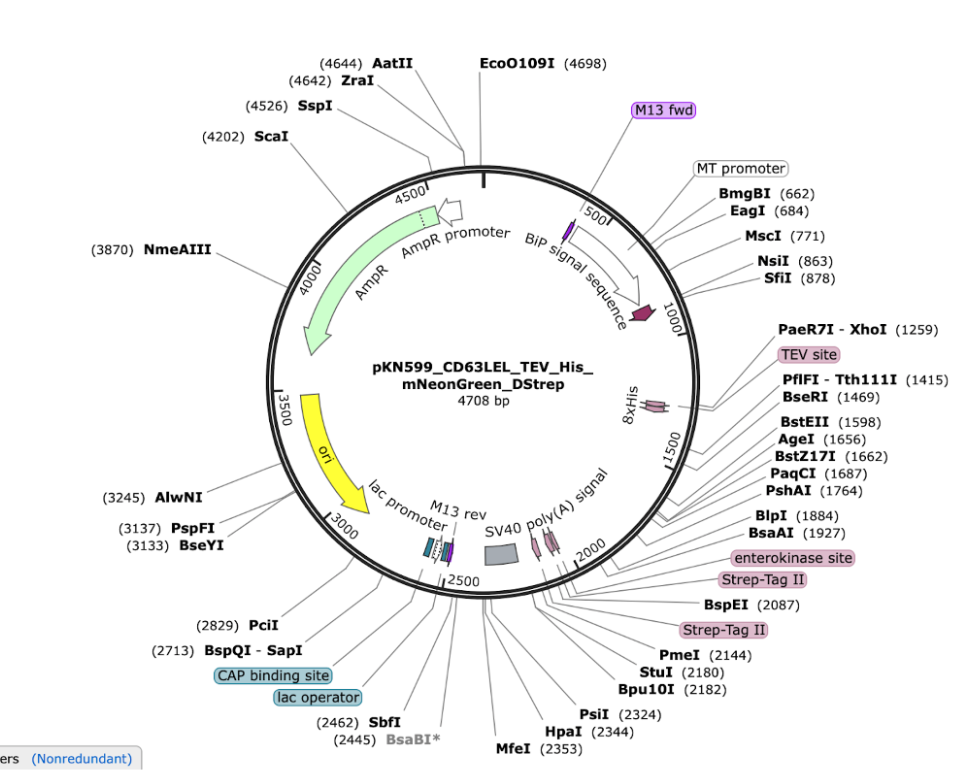 (4644) AatII
(4642) ZraI
(4526) SspI
(4202) ScaI
(3870) NmeAIII
EcoO109I (4698)
M13 fwd
MT promoter
BmgBI (662)
EagI (684)
MscI (771)
NsiI (863)
SfiI (878)
PaeR7I - XhoI (1259)
TEV site
PflFI - Tth111I (1415)
BseRI (1469)
BstEII (1598)
AgeI (1656)
BstZ17I (1662)
PaqCI (1687)
PshAI (1764)
BlpI (1884)
BsaAI (1927)
enterokinase site
Strep-Tag II
BspEI (2087)
Strep-Tag II
PmeI (2144)
StuI (2180)
Bpu10I (2182)
PsiI (2324)
HpaI (2344)
MfeI (2353)
(2445) BsaBI*
(2462) SbfI
lac operator
CAP binding site
(2713) BspQI - SapI
(2829) PciI
(3133) BseYI
(3137) PspFI
(3245) AlwNI
500
1000
1500
2000
2500
3000
3500
4000
4500
AmpR promoter
AmpR
BiP signal sequence
8xHis
SV40 poly(A) signal
M13 rev
lac promoter
ori
pKN599_CD63LEL_TEV_His_
mNeonGreen_DStrep
4708 bp
ers (Nonredundant)